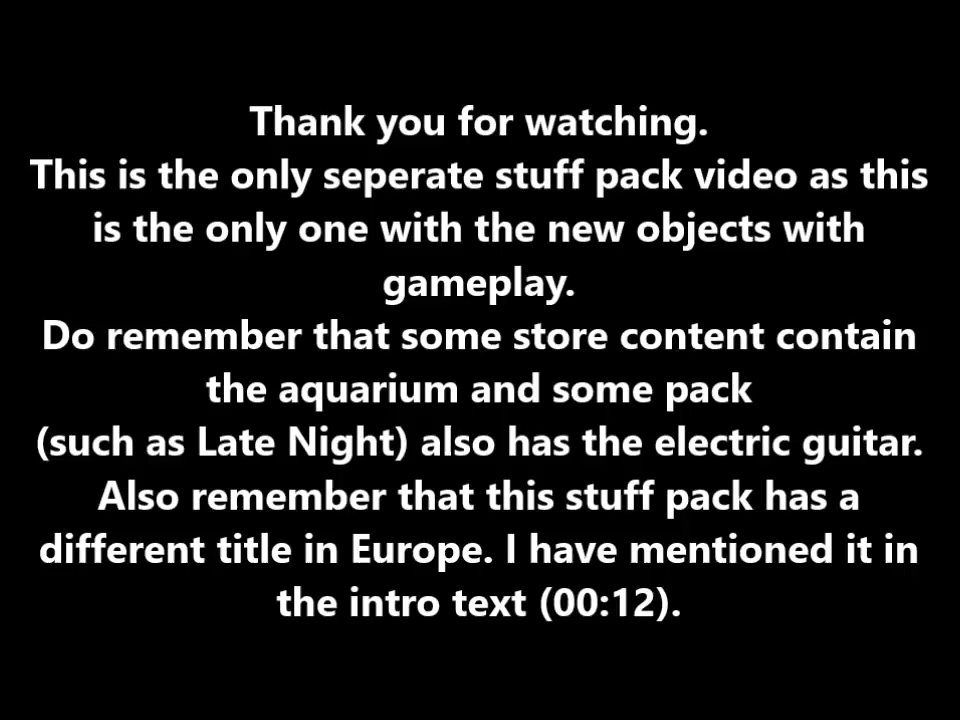 Thank you for watching.
This is the only seperate stuff pack video as this
is the only one with the new objects with
gameplay.
Do remember that some store content contain
the aquarium and some pack
(such as Late Night) also has the electric guitar.
Also remember that this stuff pack has a
different title in Europe. I have mentioned it in
the intro text (00:12).